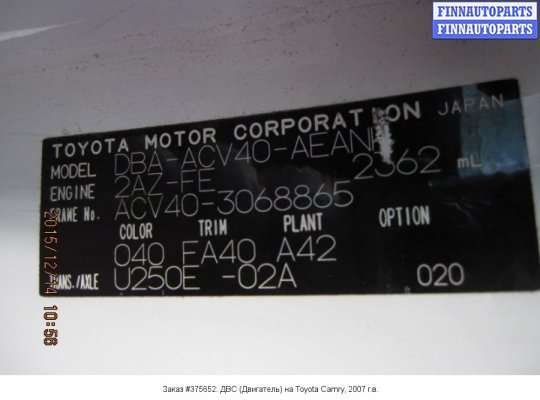 FINNAUTOPARTS
FINNAUTOPARTS
TOYOTA MOTOR CORPORATION JAPAN
MODEL DBA-ACV40-AEAN
ENGINE 2AZ-FE 2362 mL
FRAME No. ACV40-3068865
COLOR TRIM PLANT OPTION
040 FA40 A42
TRANS./AXLE U250E -02A 020
2015/12/14 10:56
Заказ #375652. ДВС (Двигатель) на Toyota Camry, 2007 г.в.